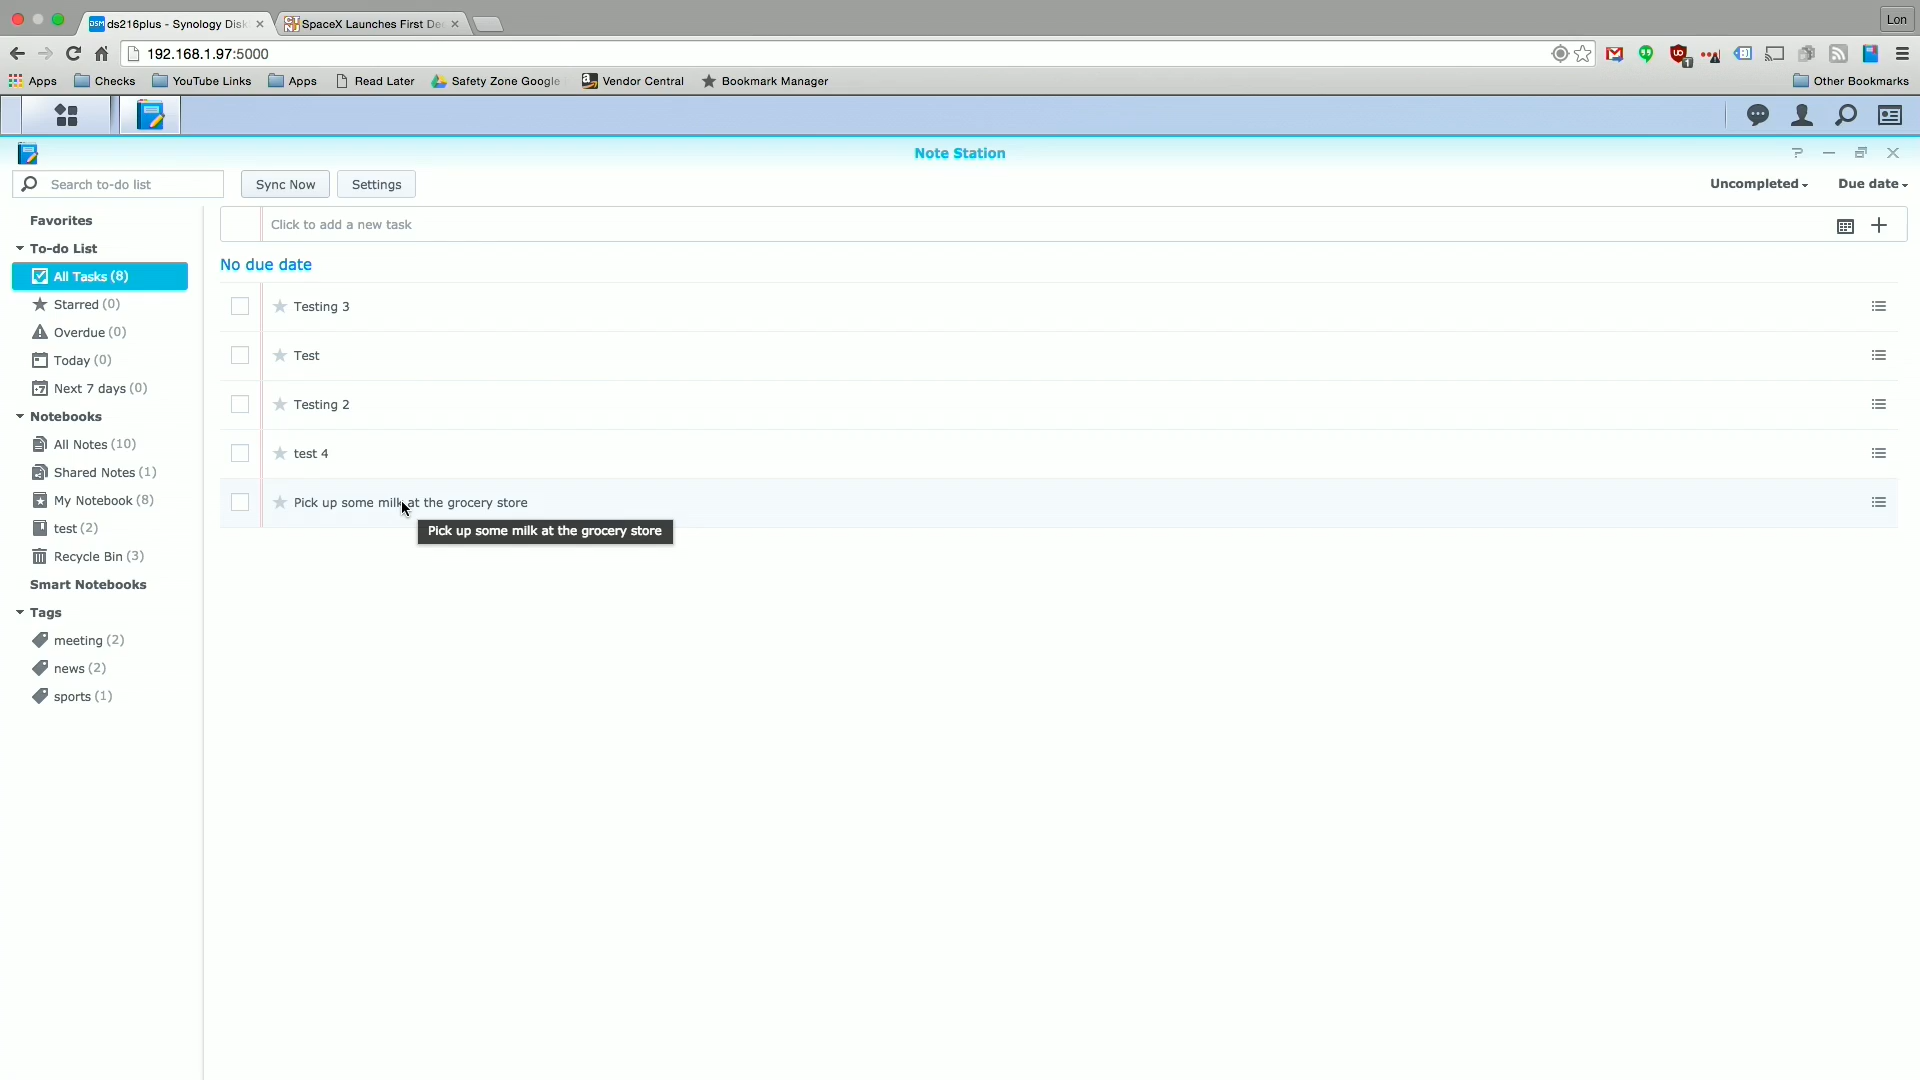 ds216plus - Synology Disk
SpaceX Launches First De
Lon
192.168.1.97:5000
Apps
Checks
YouTube Links
Apps
Read Later
Safety Zone Google
Vendor Central
Bookmark Manager
Other Bookmarks
Note Station
Search to-do list
Sync Now
Settings
Uncompleted
Due date
Favorites
To-do List
All Tasks (8)
Starred (0)
Overdue (0)
Today (0)
Next 7 days (0)
Notebooks
All Notes (10)
Shared Notes (1)
My Notebook (8)
test (2)
Recycle Bin (3)
Smart Notebooks
Tags
meeting (2)
news (2)
sports (1)
Click to add a new task
No due date
Testing 3
Test
Testing 2
test 4
Pick up some milk at the grocery store
Pick up some milk at the grocery store